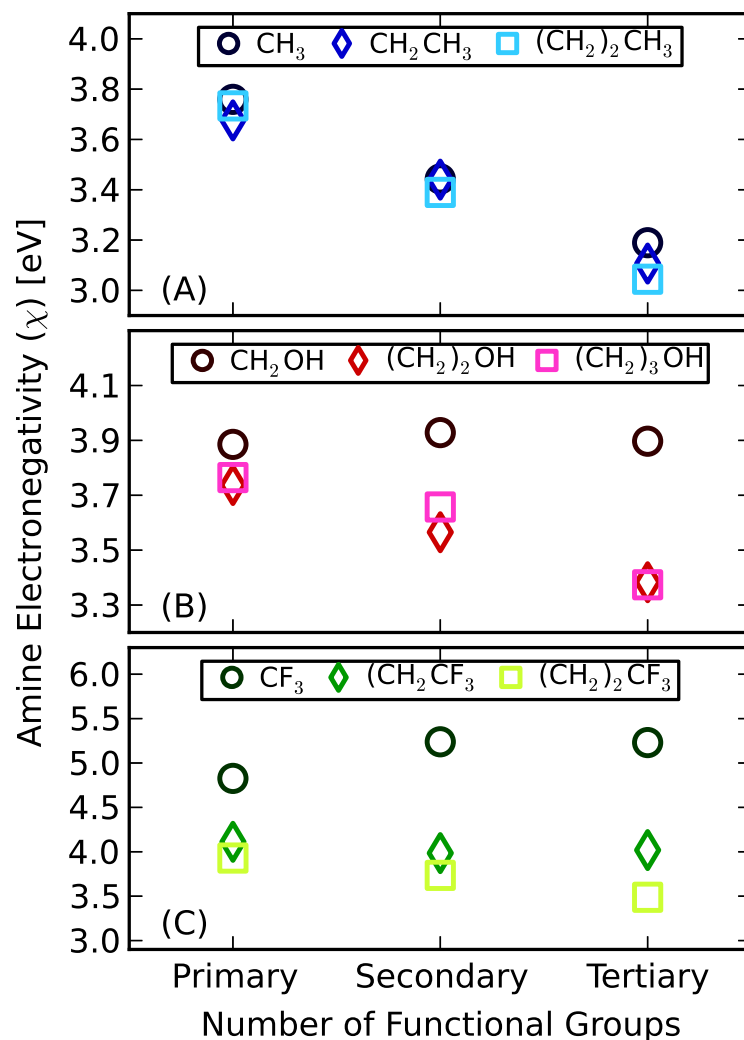 Amine Electronegativity (χ) [eV]
CH₃ CH₂CH₃ (CH₂)₂CH₃
4.0
3.8
3.6
3.4
3.2
3.0
(A)
CH₂OH (CH₂)₂OH (CH₂)₃OH
4.1
3.9
3.7
3.5
3.3
(B)
CF₃ (CH₂CF₃ (CH₂)₂CF₃
6.0
5.5
5.0
4.5
4.0
3.5
3.0
(C)
Primary Secondary Tertiary
Number of Functional Groups